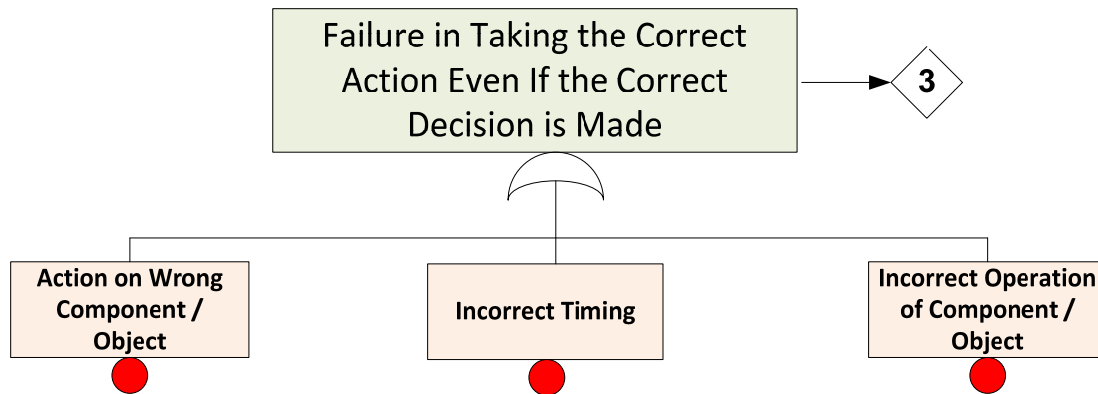 Failure in Taking the Correct
Action Even If the Correct
Decision is Made
3
Action on Wrong
Component /
Object
Incorrect Timing
Incorrect Operation
of Component /
Object